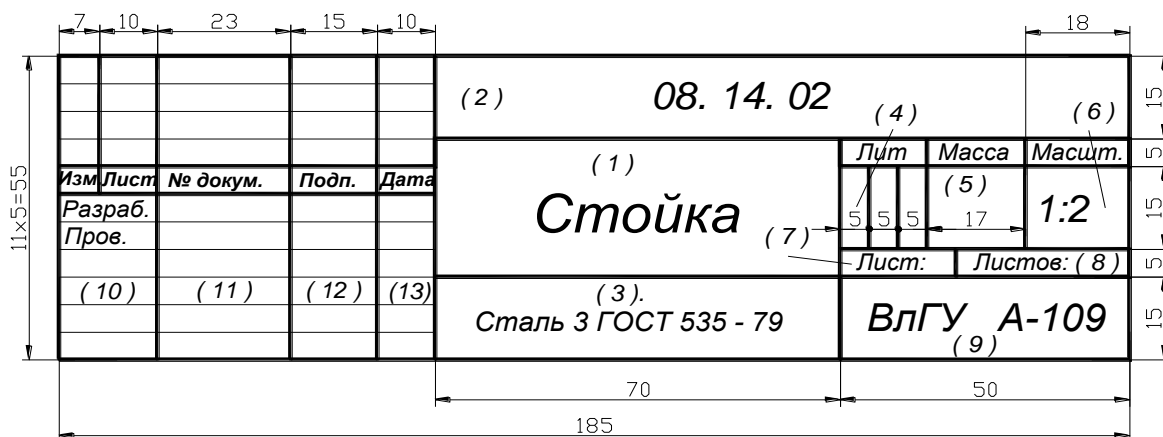 7 10 23 15 10 18
( 2 ) 08. 14. 02
( 4 ) ( 6 )
15
( 1 )
Лит Масса Масшт.
5
Изм Лист № докум. Подп. Дата
11x5=55
Разраб.
Пров.
Стойка
( 5 )
5 5 5 17
1:2
15
( 7 )
Лист: Листов: ( 8 )
5
( 10 ) ( 11 ) ( 12 ) (13)
( 3 ).
Сталь 3 ГОСТ 535 - 79
ВлГУ А-109
( 9 )
15
70 50
185